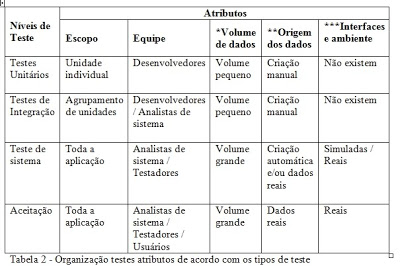 Níveis de Teste
Atributos
Escopo
Equipe
*Volume de dados
**Origem dos dados
***Interfaces e ambiente
Testes Unitários
Unidade individual
Desenvolvedores
Volume pequeno
Criação manual
Não existem
Testes de Integração
Agrupamento de unidades
Desenvolvedores / Analistas de sistema
Volume pequeno
Criação manual
Não existem
Teste de sistema
Toda a aplicação
Analistas de sistema / Testadores
Volume grande
Criação automática e/ou dados reais
Simuladas / Reais
Aceitação
Toda a aplicação
Analistas de sistema / Testadores / Usuários
Volume grande
Dados reais
Reais
Tabela 2 - Organização testes atributos de acordo com os tipos de teste